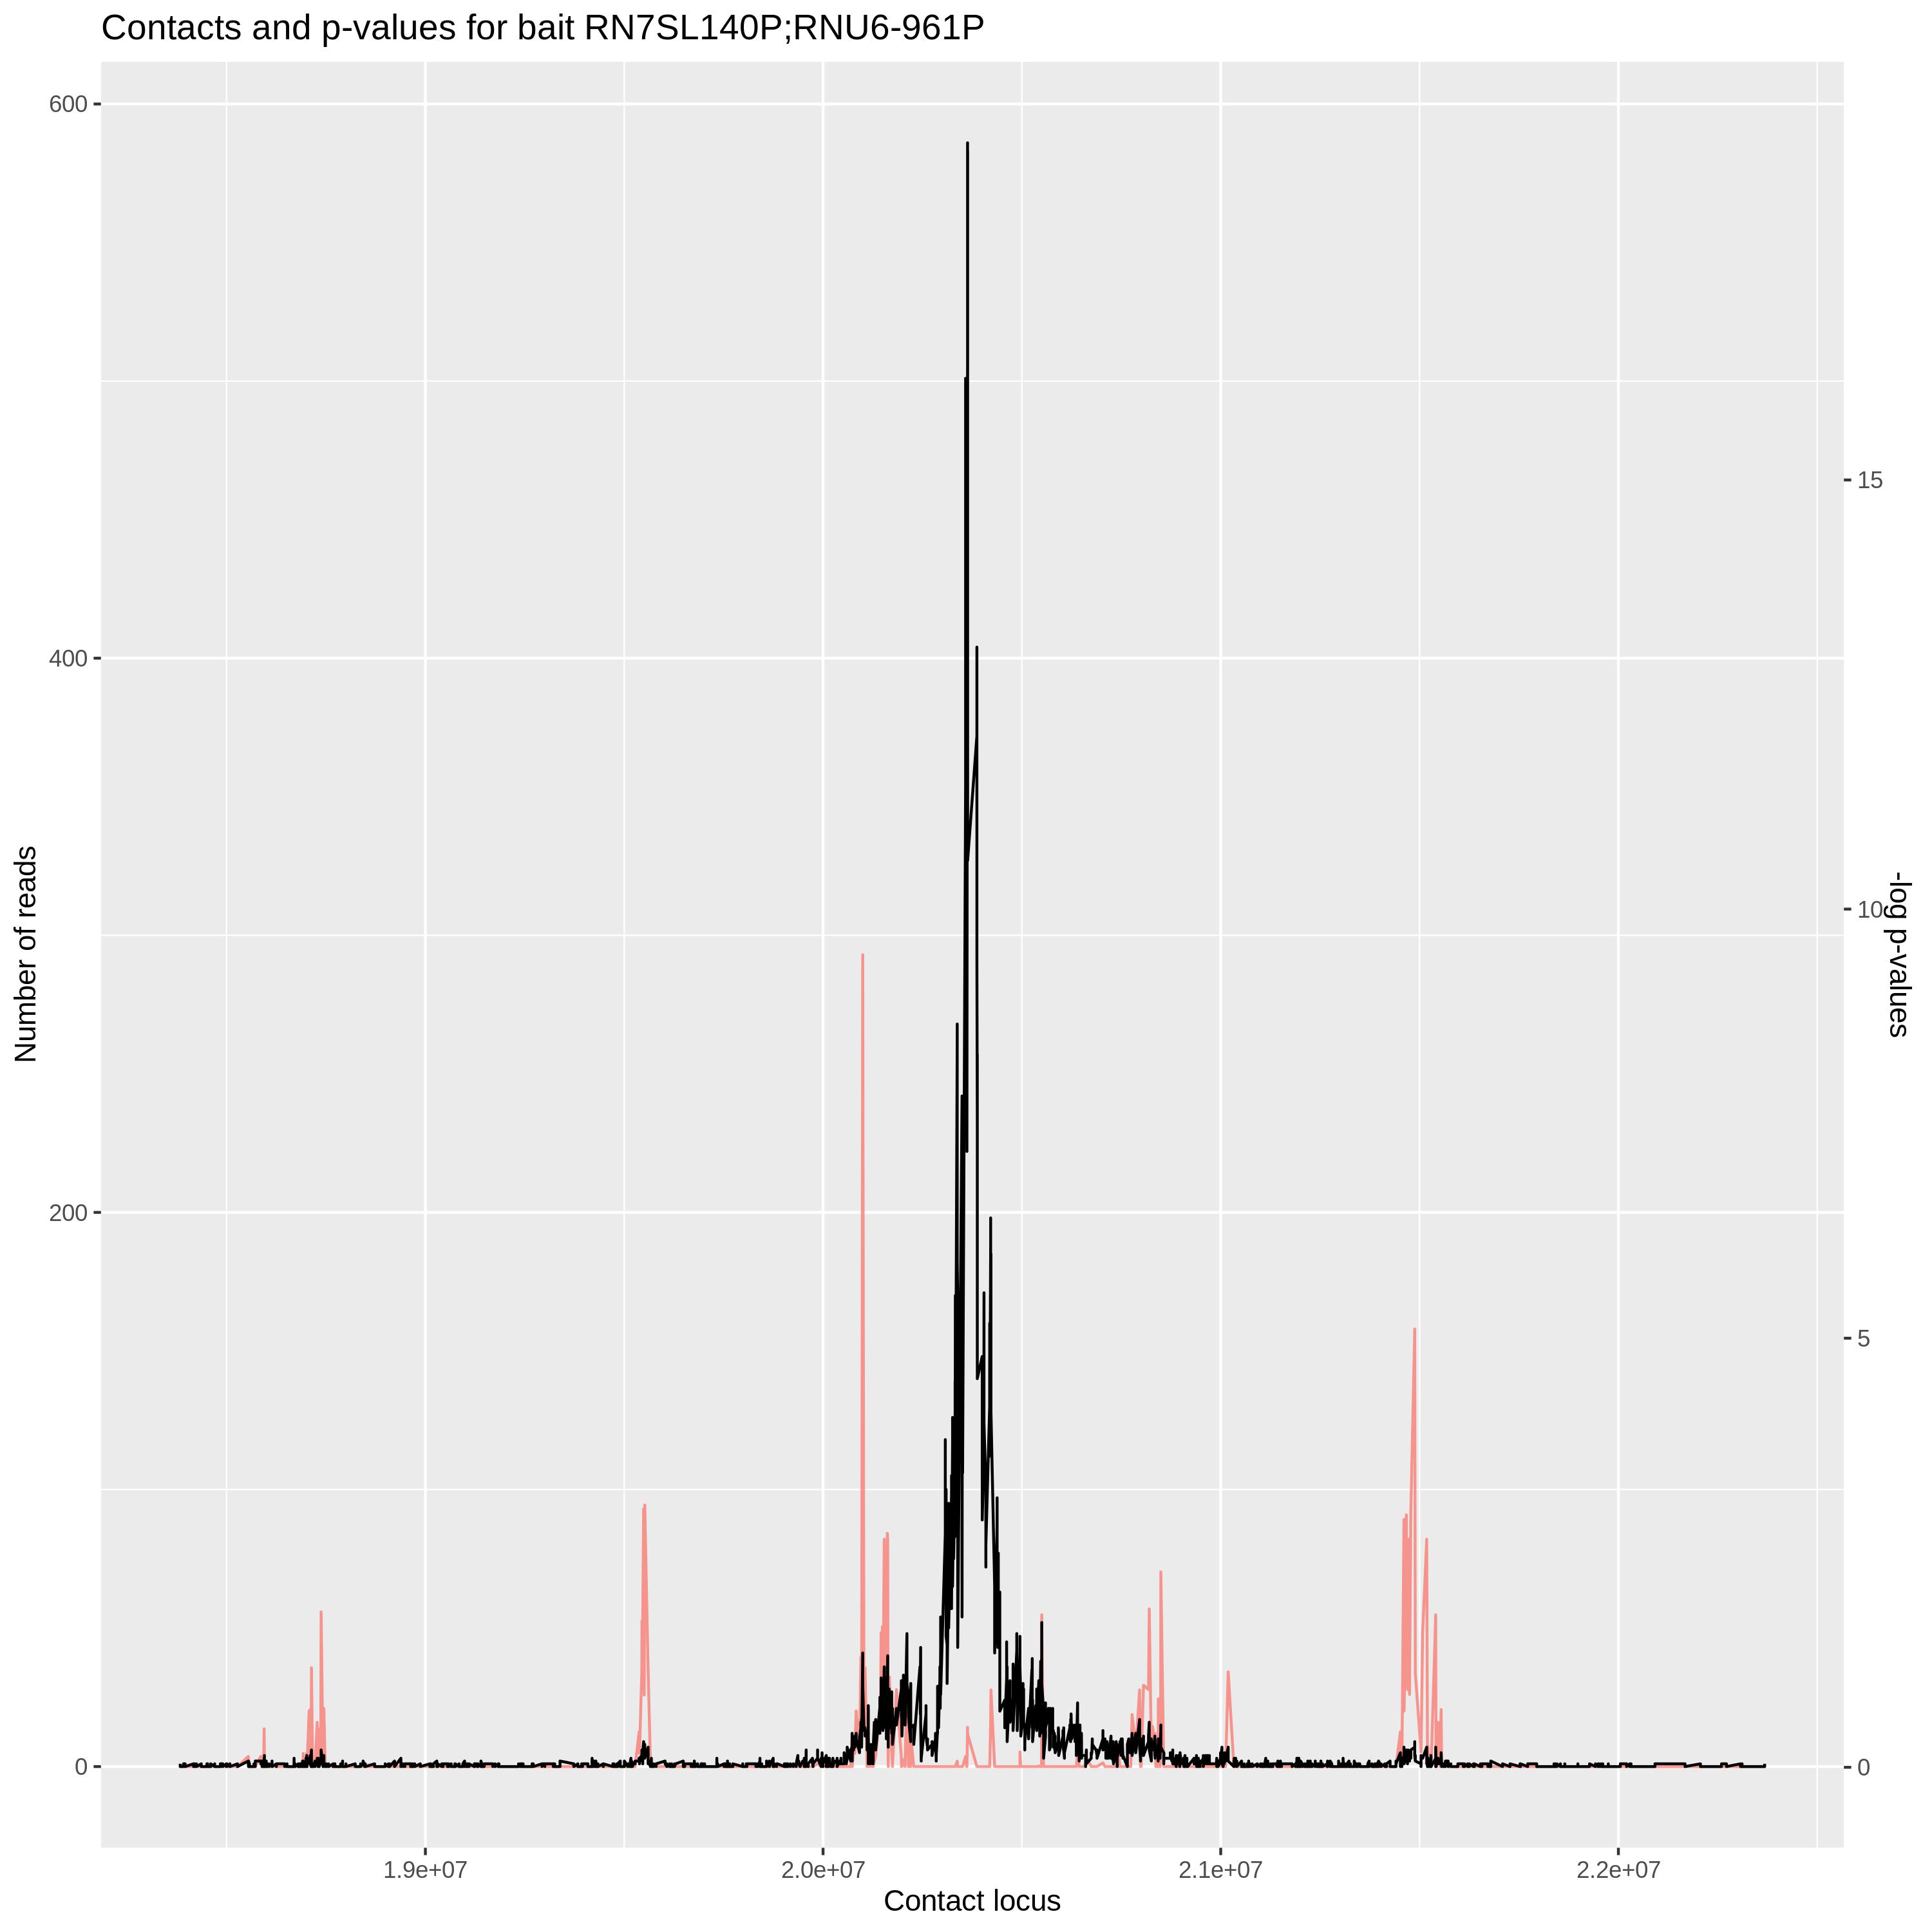 Contacts and p-values for bait RN7SL140P;RNU6-961P
600
400
200
0
Number of reads
15
10
5
0
-log p-values
1.9e+07 2.0e+07 2.1e+07 2.2e+07
Contact locus